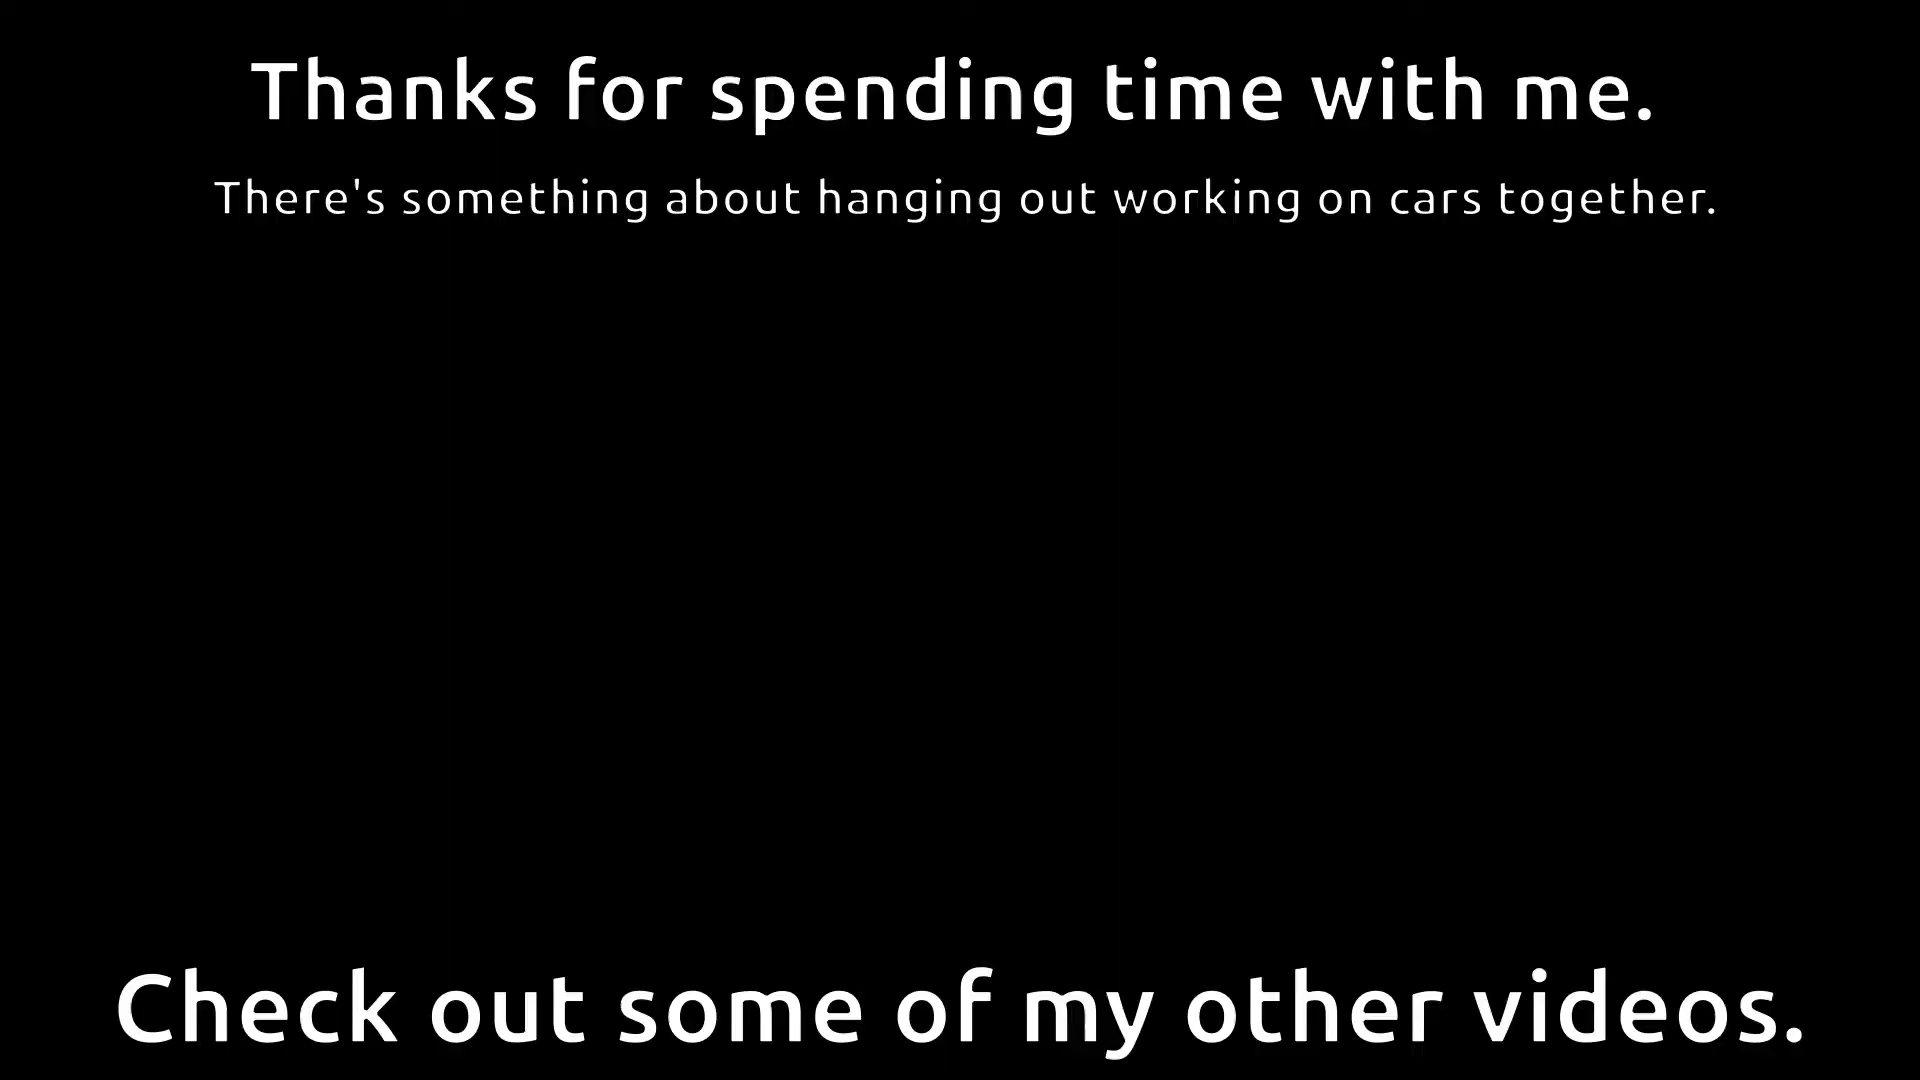 Thanks for spending time with me.
There's something about hanging out working on cars together.
Check out some of my other videos.